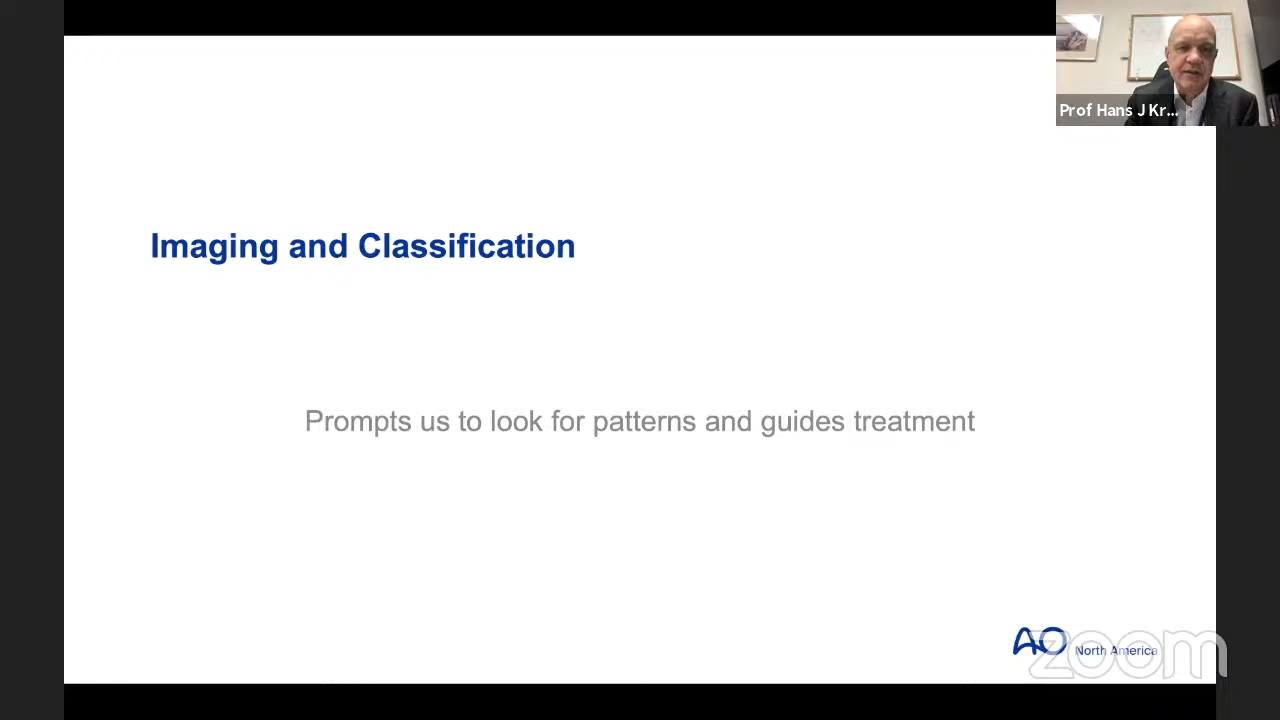 Prof Hans J Kr...
Imaging and Classification
Prompts us to look for patterns and guides treatment
AO North America
zoom